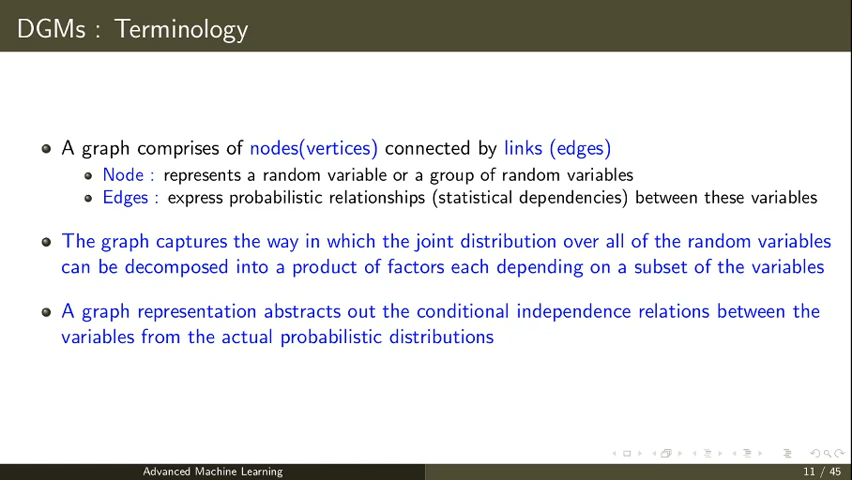 DGMs : Terminology
A graph comprises of nodes(vertices) connected by links (edges)
Node : represents a random variable or a group of random variables
Edges : express probabilistic relationships (statistical dependencies) between these variables
The graph captures the way in which the joint distribution over all of the random variables
can be decomposed into a product of factors each depending on a subset of the variables
A graph representation abstracts out the conditional independence relations between the
variables from the actual probabilistic distributions
Advanced Machine Learning
11 / 45